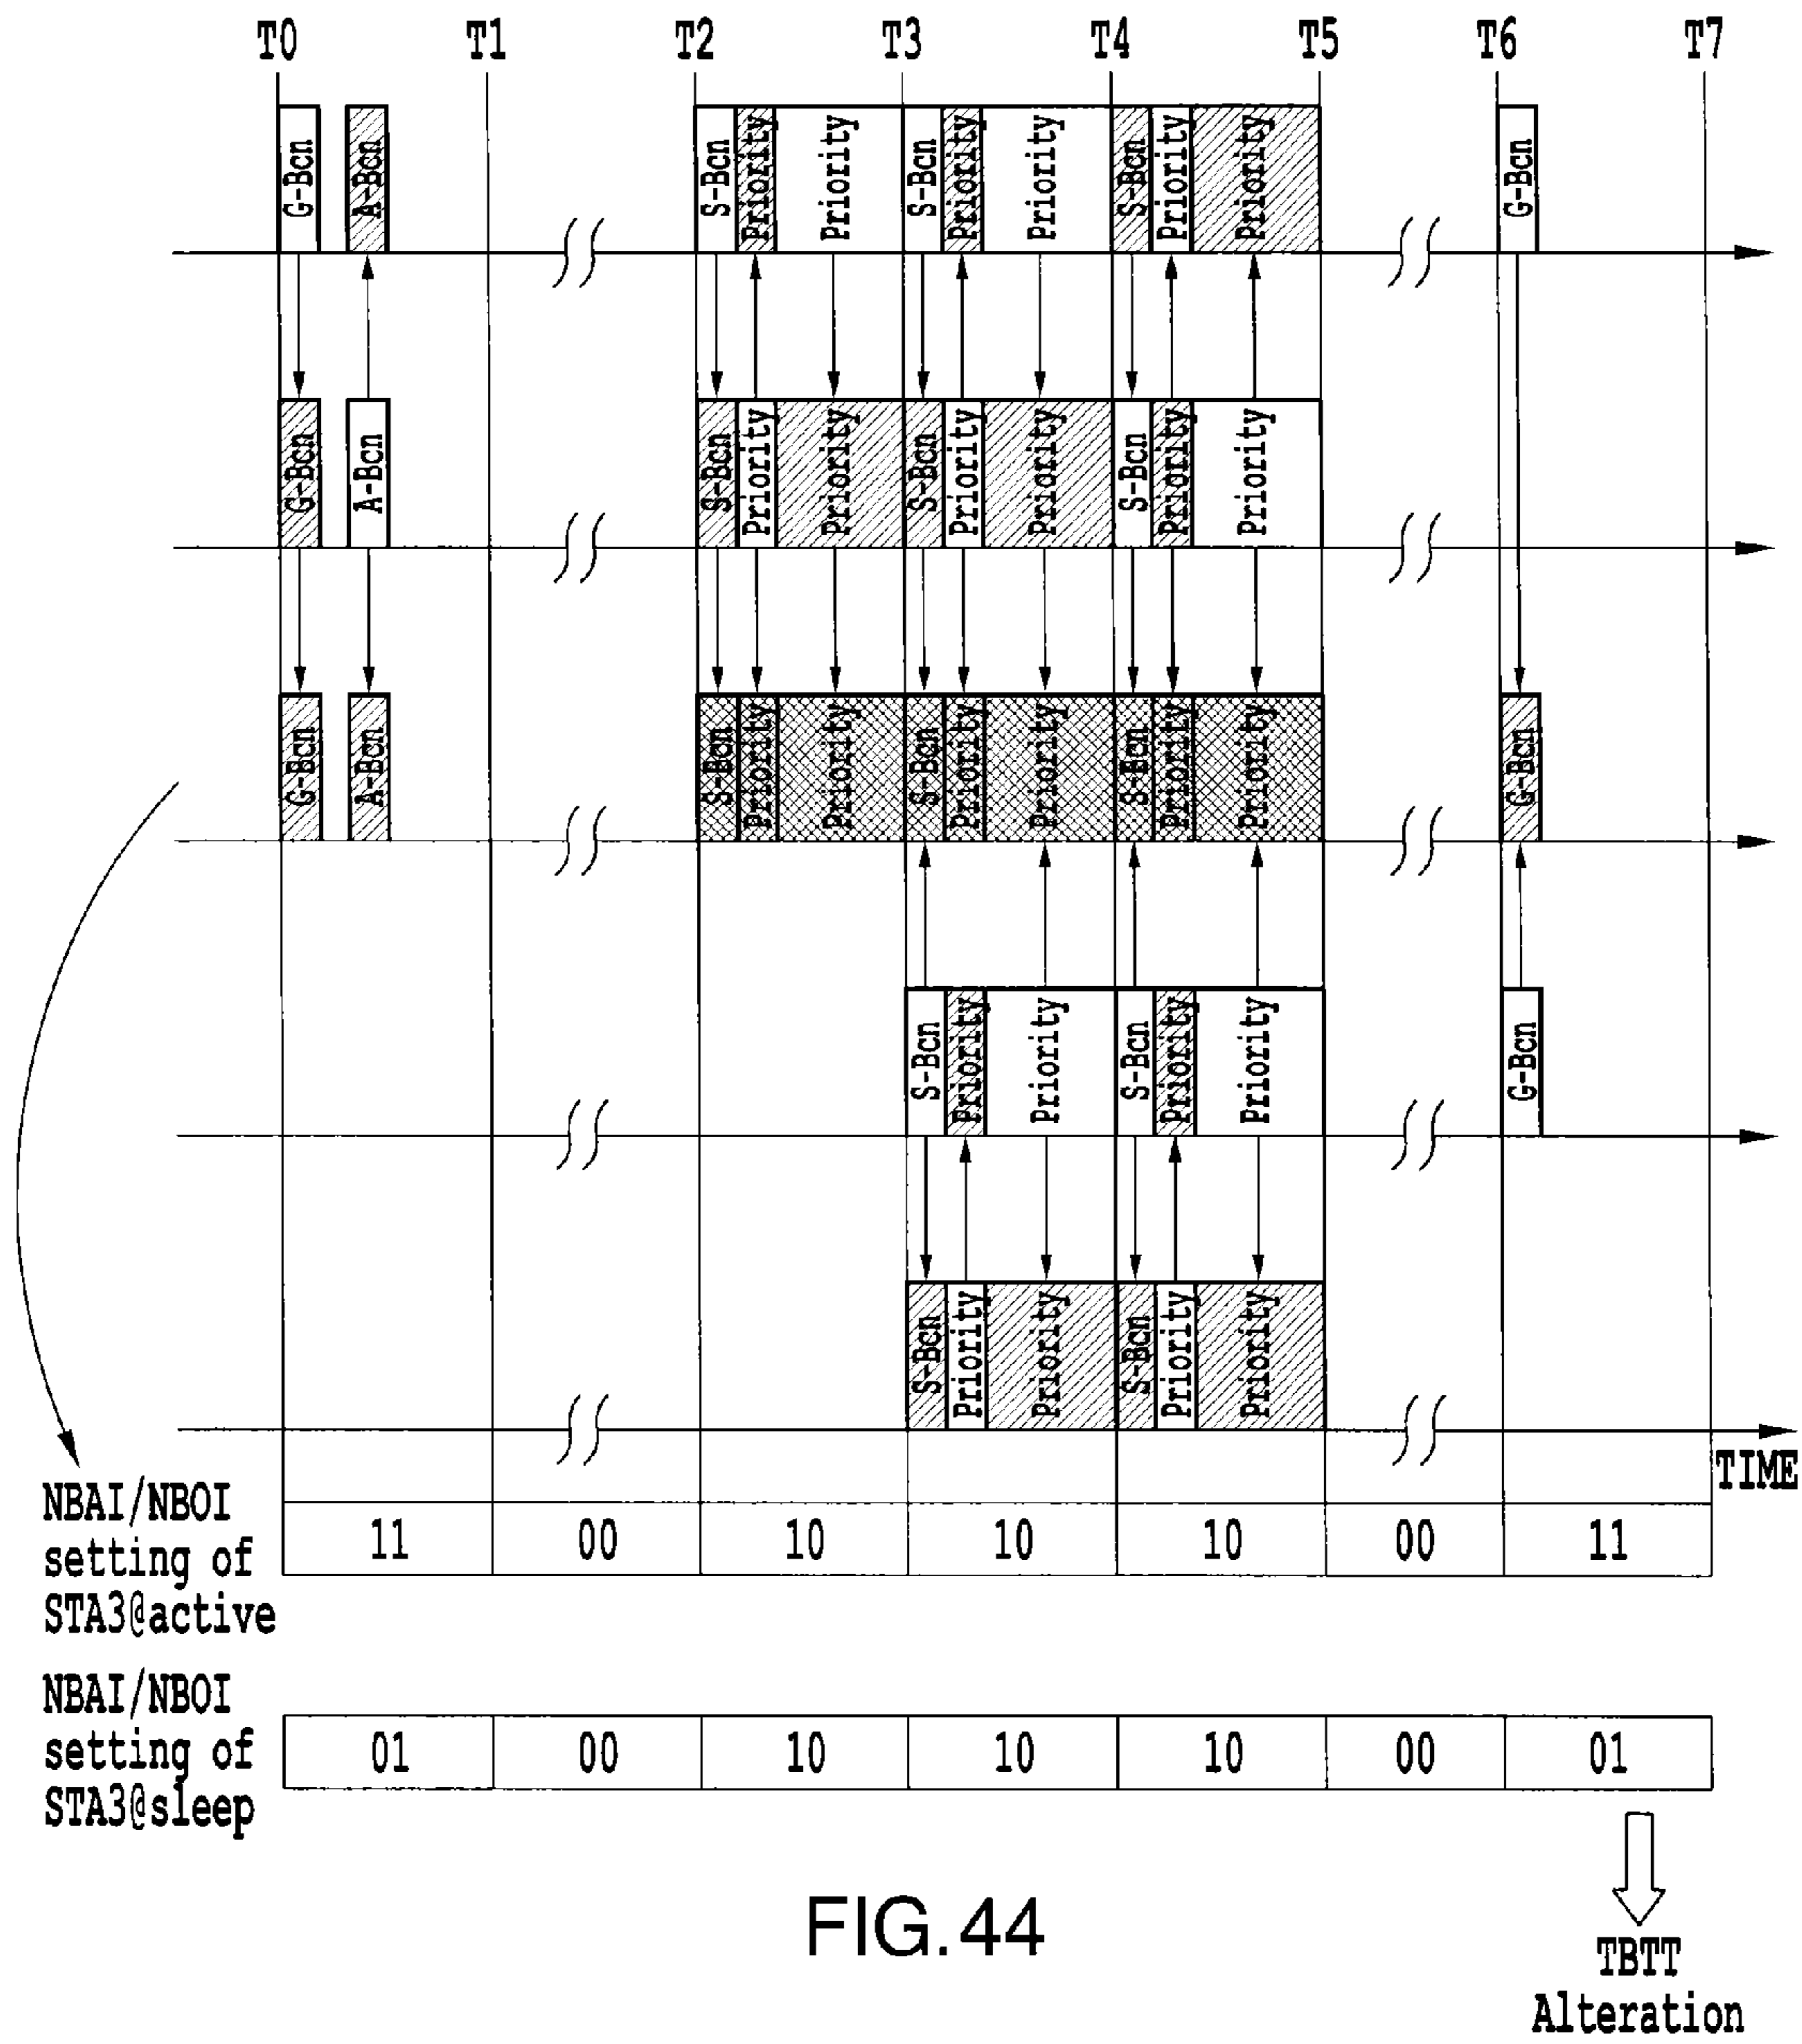 T0 T1 T2 T3 T4 T5 T6 T7
G-Bcn A-Bcn S-Bcn Priority Priority S-Bcn Priority Priority S-Bcn Priority Priority G-Bcn
G-Bcn A-Bcn S-Bcn Priority Priority S-Bcn Priority Priority S-Bcn Priority Priority
G-Bcn A-Bcn S-Bcn Priority Priority S-Bcn Priority Priority S-Bcn Priority Priority G-Bcn
S-Bcn Priority Priority S-Bcn Priority Priority G-Bcn
S-Bcn Priority Priority S-Bcn Priority Priority
TIME
NBAI/NBOI
setting of
STA3@active
11 00 10 10 10 00 11
NBAI/NBOI
setting of
STA3@sleep
01 00 10 10 10 00 01
TBTT
Alteration
FIG. 44